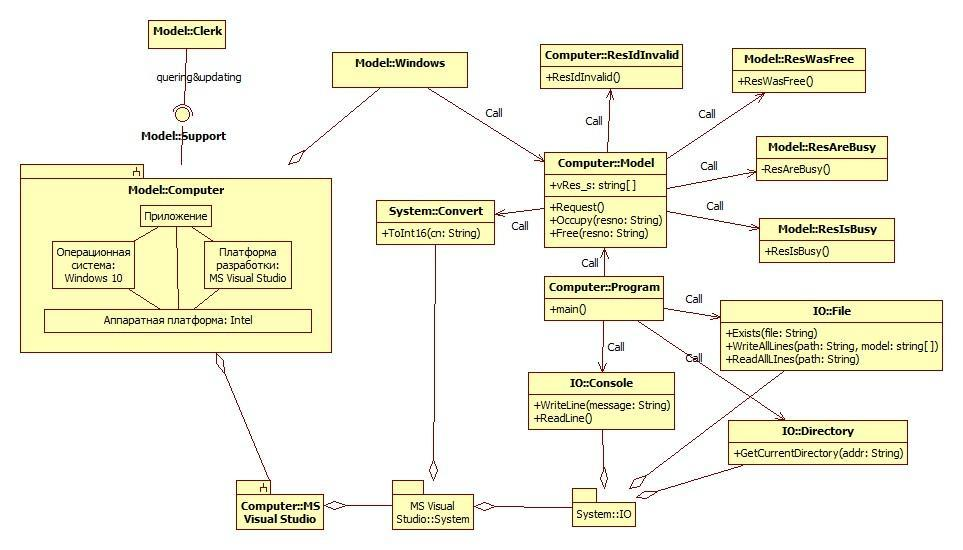 Model::Clerk
quering&updating
Model::Support
Model::Windows
Call
Computer::ResIdInvalid
+ResIdInvalid()
Call
Model::ResWasFree
+ResWasFree()
Call
Model::ResAreBusy
-ResAreBusy()
Call
Model::ResIsBusy
+ResIsBusy()
Call
Computer::Model
+vRes_s: string[ ]
+Request()
+Occupy(resno: String)
+Free(resno: String)
System::Convert
+ToInt16(cn: String)
Call
Model::Computer
Приложение
Операционная
система:
Windows 10
Платформа
разработки:
MS Visual Studio
Аппаратная платформа: Intel
Call
Computer::Program
+main()
Call
IO::File
+Exists(file: String)
+WriteAllLines(path: String, model: string[ ])
+ReadAllLInes(path: String)
Call
Call
IO::Console
+WriteLine(message: String)
+ReadLine()
IO::Directory
+GetCurrentDirectory(addr: String)
Computer::MS
Visual Studio
MS Visual
Studio::System
System::IO